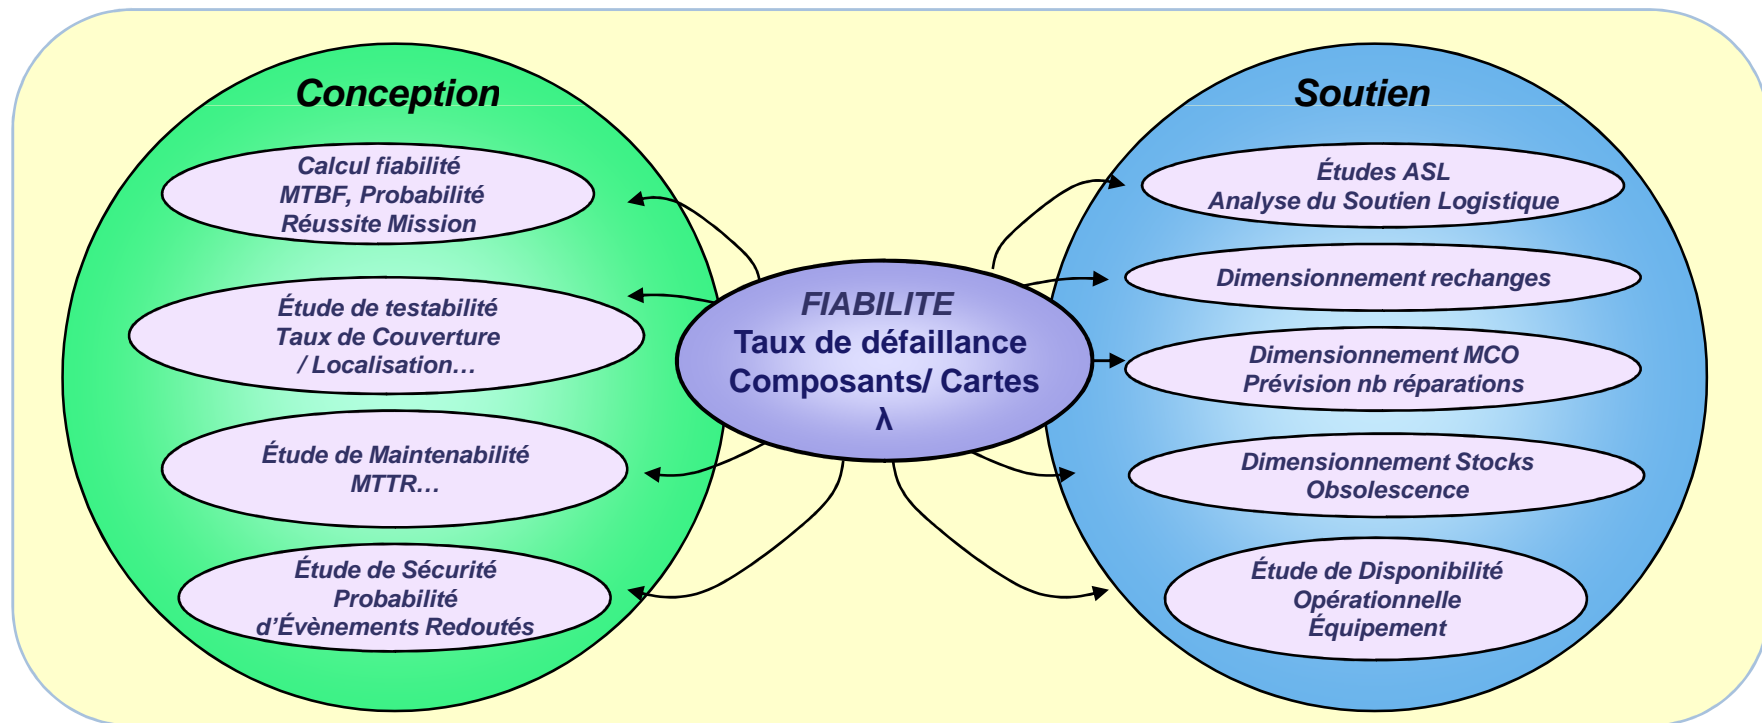 Conception
Calcul fiabilité
MTBF, Probabilité
Réussite Mission
Étude de testabilité
Taux de Couverture
/ Localisation…
Étude de Maintenabilité
MTTR…
Étude de Sécurité
Probabilité
d’Évènements Redoutés
FIABILITE
Taux de défaillance
Composants/ Cartes
λ
Soutien
Études ASL
Analyse du Soutien Logistique
Dimensionnement rechanges
Dimensionnement MCO
Prévision nb réparations
Dimensionnement Stocks
Obsolescence
Étude de Disponibilité
Opérationnelle
Équipement